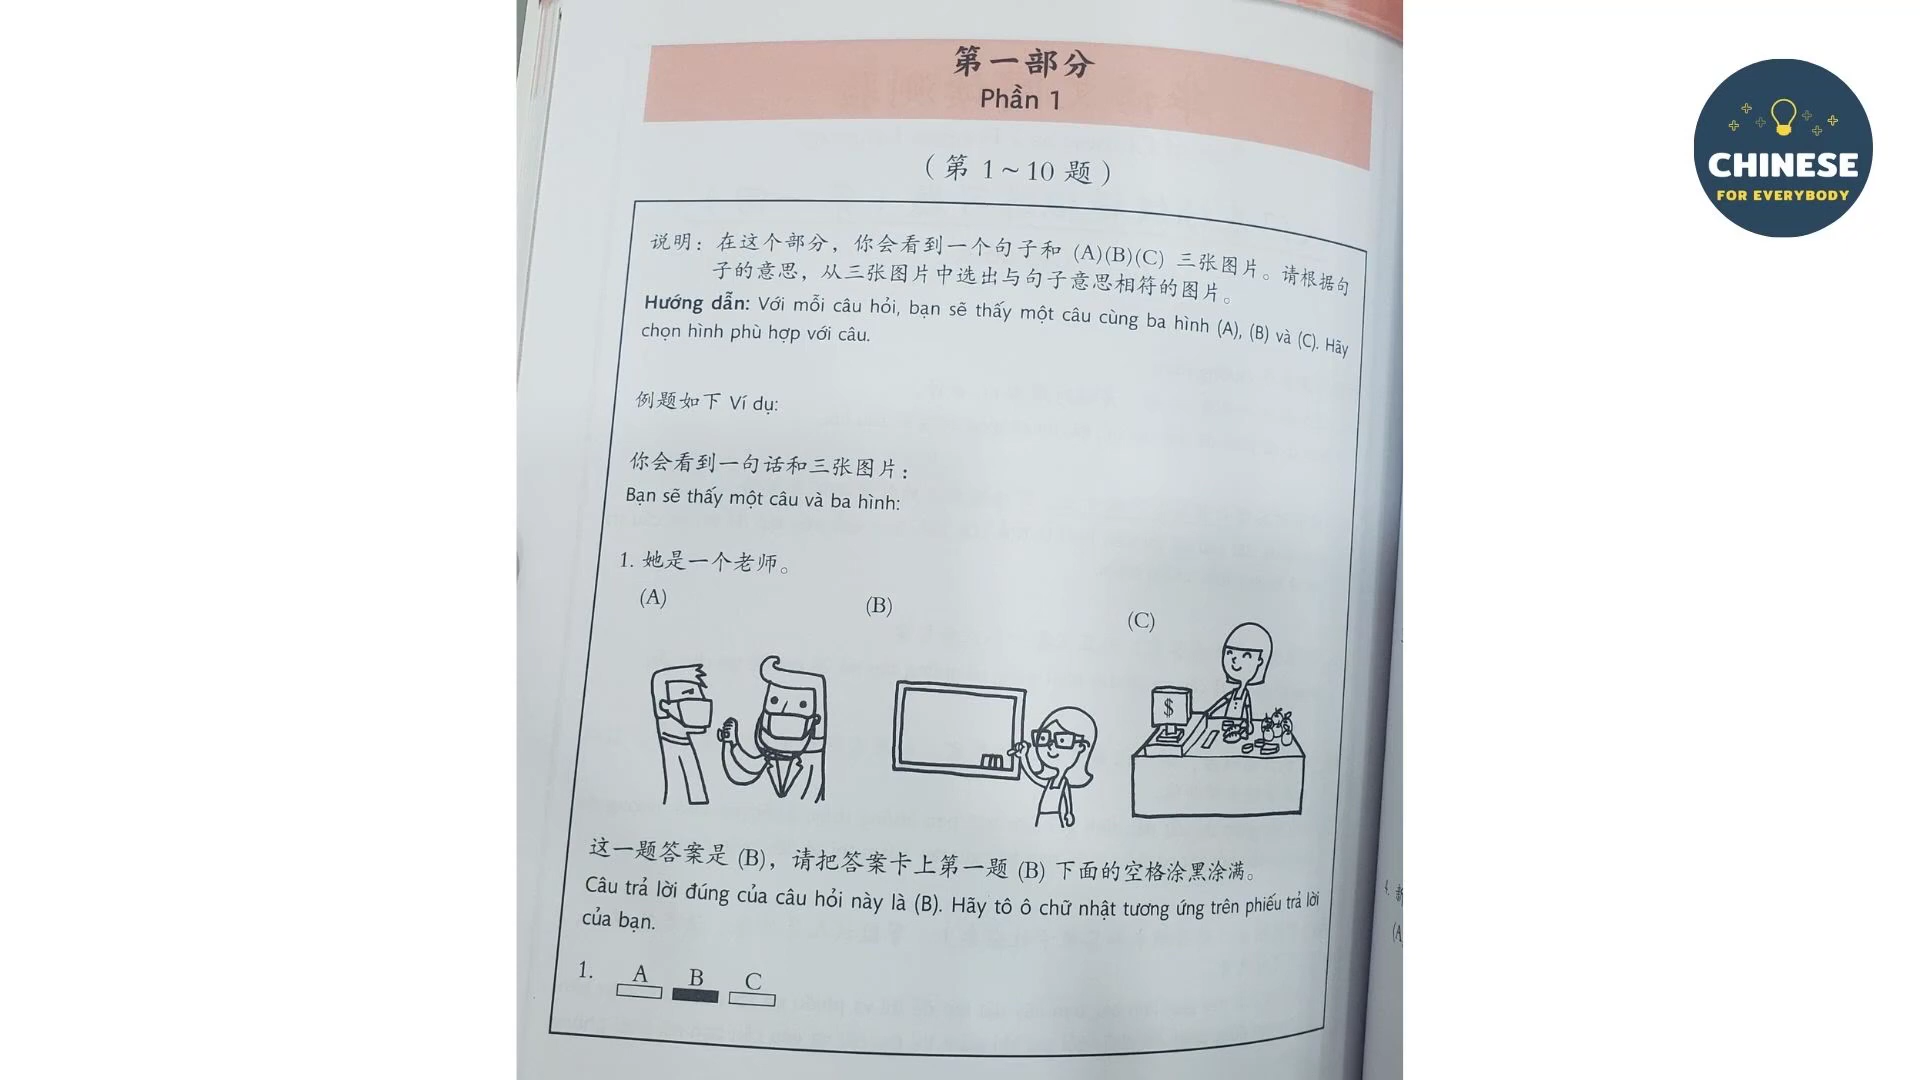 第一部分
Phần 1
（第 1～10 题）
说明：在这个部分，你会看到一个句子和 (A)(B)(C) 三张图片。请根据句
子的意思，从三张图片中选出与句子意思相符的图片。
Hướng dẫn: Với mỗi câu hỏi, bạn sẽ thấy một câu cùng ba hình (A), (B) và (C). Hãy
chọn hình phù hợp với câu.
例题如下 Ví dụ:
你会看到一句话和三张图片：
Bạn sẽ thấy một câu và ba hình:
1. 她是一个老师。
(A) (B) (C)
$
这一题答案是 (B)，请把答案卡上第一题 (B) 下面的空格涂黑涂满。
Câu trả lời đúng của câu hỏi này là (B). Hãy tô ô chữ nhật tương ứng trên phiếu trả lời
của bạn.
1. A B C
CHINESE
FOR EVERYBODY